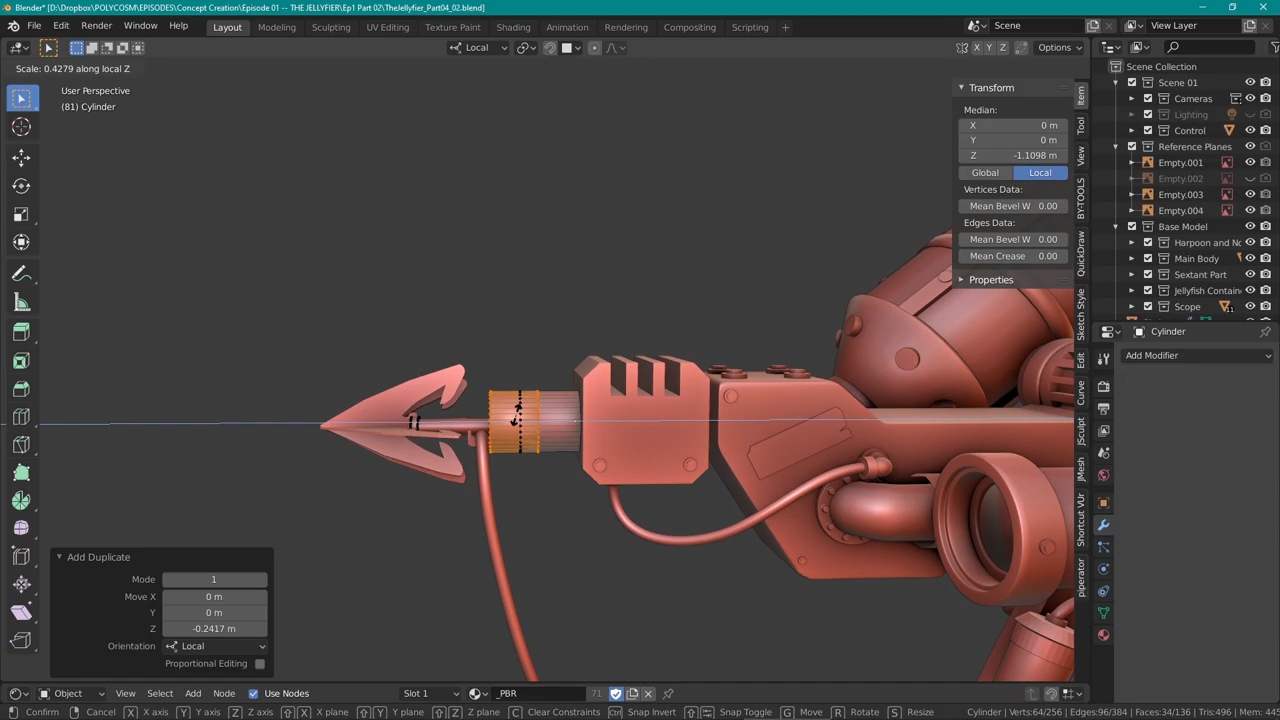 Blender* [D:\Dropbox\POLYCOSM\EPISODES\Concept Creation\Episode 01 -- THE JELLYFIER\Ep1 Part 02\TheJellyfier_Part04_02.blend]
File Edit Render Window Help Layout Modeling Sculpting UV Editing Texture Paint Shading Animation Rendering Compositing Scripting + Scene View Layer
Local X Y Z Options
Scale: 0.4279 along local Z
User Perspective
(81) Cylinder
Transform
Median:
X 0 m
Y 0 m
Z -1.1098 m
Global Local
Vertices Data:
Mean Bevel W 0.00
Edges Data:
Mean Bevel W 0.00
Mean Crease 0.00
Properties
Item
Tool
View
BY-TOOLS
QuickDraw
Sketch Style
Edit
Curve
JSculpt
JMesh
Shortcut VUr
piperator
Scene Collection
Scene 01
Cameras
Lighting
Control
Reference Planes
Empty.001
Empty.002
Empty.003
Empty.004
Base Model
Harpoon and No
Main Body
Sextant Part
Jellyfish Contain
Scope 11
Cylinder
Add Modifier
Add Duplicate
Mode 1
Move X 0 m
Y 0 m
Z -0.2417 m
Orientation Local
Proportional Editing
Object View Select Add Node Use Nodes Slot 1 _PBR 71
Confirm Cancel X X axis Y Y axis Z Z axis X X plane Y Y plane Z Z plane C Clear Constraints Ctrl Snap Invert Snap Toggle G Move R Rotate S Resize Cylinder | Verts:64/256 | Edges:96/384 | Faces:34/136 | Tris:496 | Mem: 445